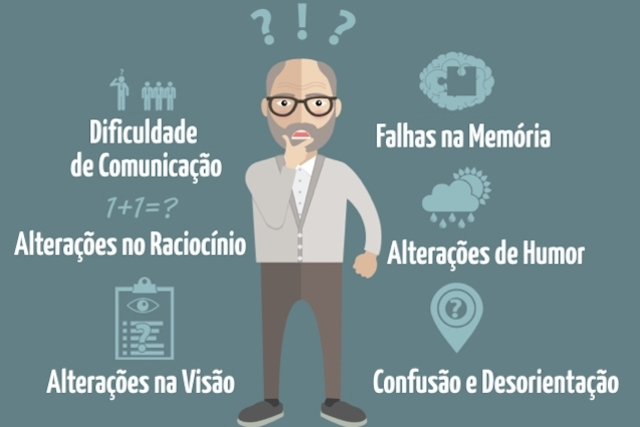 ? ! ?
Dificuldade
de Comunicação
Falhas na Memória
1+1=?
Alterações no Raciocínio
Alterações de Humor
?
?
Alterações na Visão
Confusão e Desorientação